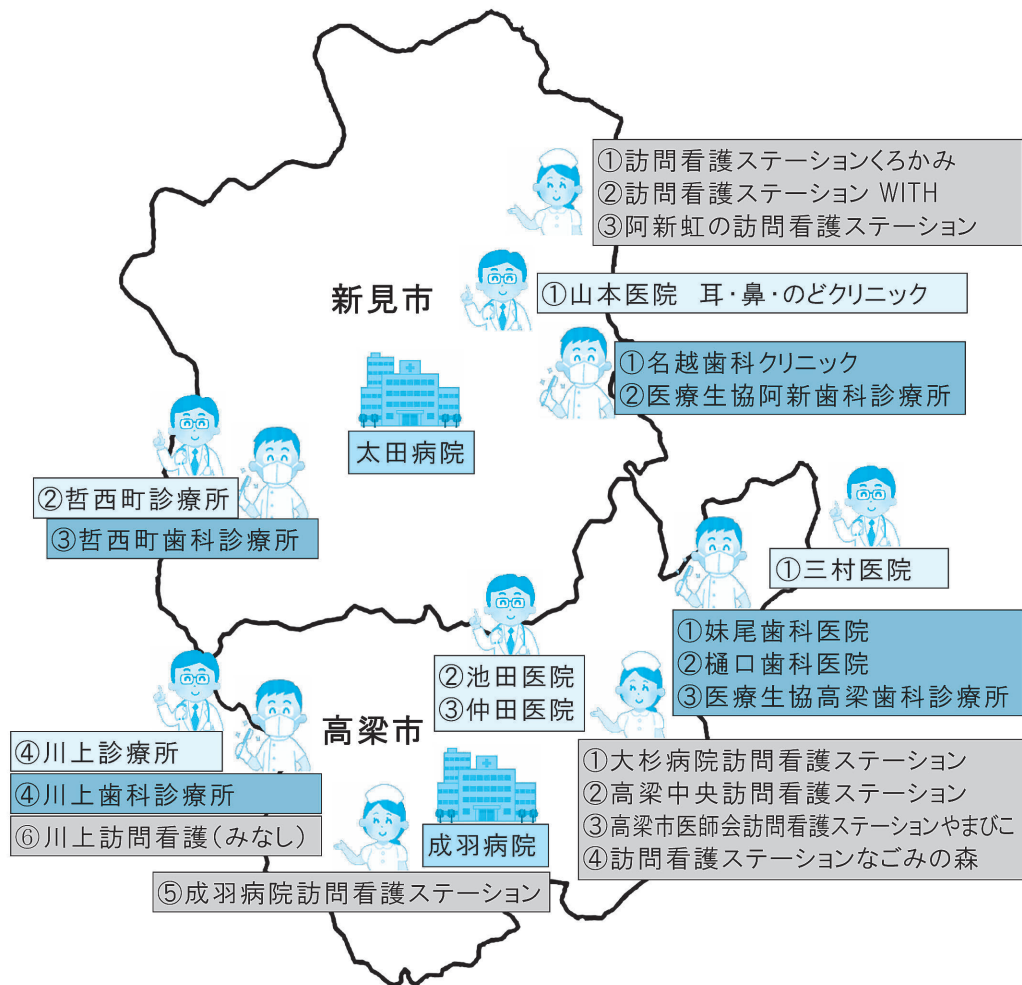 ①訪問看護ステーションくろかみ
②訪問看護ステーション WITH
③阿新虹の訪問看護ステーション
新見市
①山本医院　耳・鼻・のどクリニック
①名越歯科クリニック
②医療生協阿新歯科診療所
太田病院
②哲西町診療所
③哲西町歯科診療所
①三村医院
①妹尾歯科医院
②樋口歯科医院
③医療生協高梁歯科診療所
②池田医院
③仲田医院
高梁市
④川上診療所
④川上歯科診療所
⑥川上訪問看護(みなし)
成羽病院
①大杉病院訪問看護ステーション
②高梁中央訪問看護ステーション
③高梁市医師会訪問看護ステーションやまびこ
④訪問看護ステーションなごみの森
⑤成羽病院訪問看護ステーション